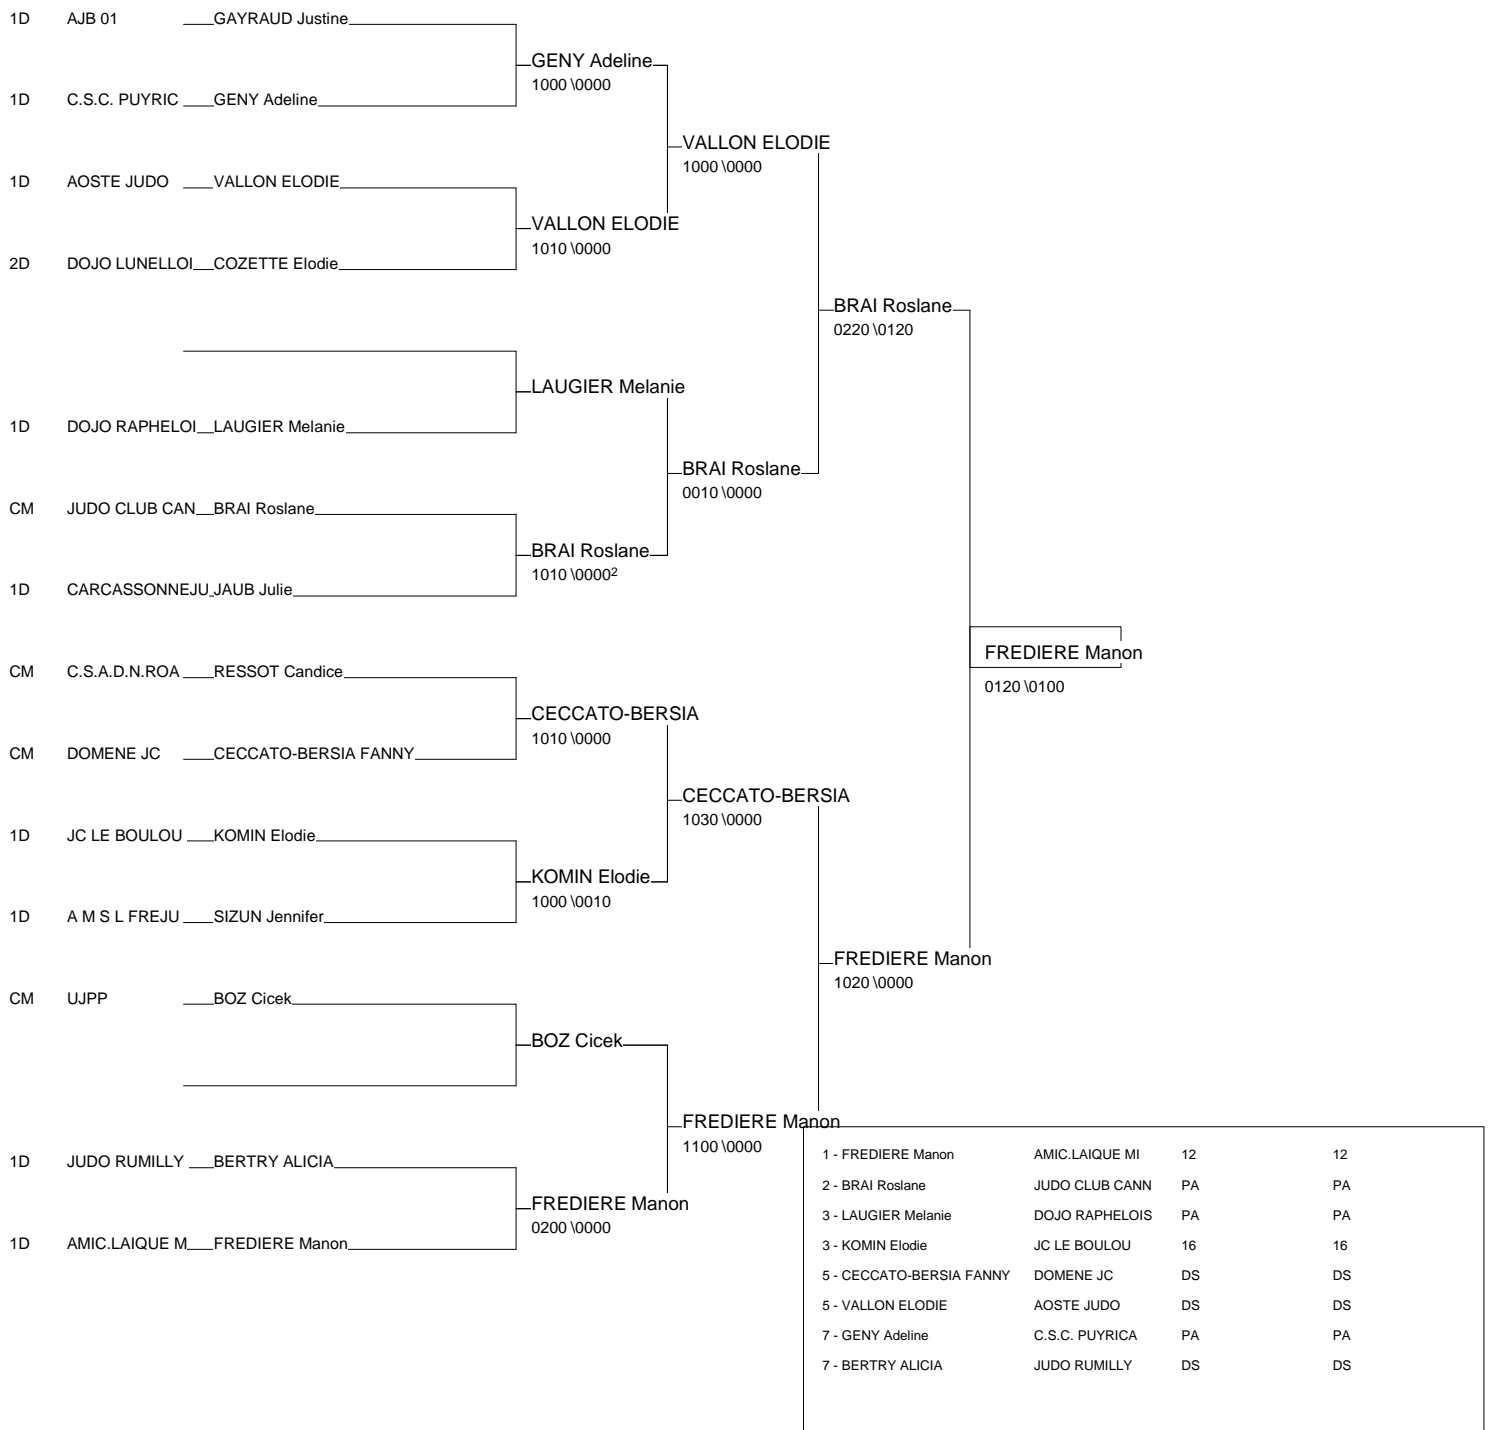 1D AJB 01 GAYRAUD Justine
GENY Adeline
1000 \0000
1D C.S.C. PUYRIC GENY Adeline
VALLON ELODIE
1000 \0000
1D AOSTE JUDO VALLON ELODIE
VALLON ELODIE
1010 \0000
2D DOJO LUNELLOI COZETTE Elodie
BRAI Roslane
0220 \0120
LAUGIER Melanie
1D DOJO RAPHELOI LAUGIER Melanie
BRAI Roslane
0010 \0000
CM JUDO CLUB CAN BRAI Roslane
BRAI Roslane
1010 \0000²
1D CARCASSONNEJU JAUB Julie
FREDIERE Manon
0120 \0100
CM C.S.A.D.N.ROA RESSOT Candice
CECCATO-BERSIA
1010 \0000
CM DOMENE JC CECCATO-BERSIA FANNY
CECCATO-BERSIA
1030 \0000
1D JC LE BOULOU KOMIN Elodie
KOMIN Elodie
1000 \0010
1D A M S L FREJU SIZUN Jennifer
FREDIERE Manon
1020 \0000
CM UJPP BOZ Cicek
BOZ Cicek
FREDIERE Manon
1100 \0000
1D JUDO RUMILLY BERTRY ALICIA
FREDIERE Manon
0200 \0000
1D AMIC.LAIQUE M FREDIERE Manon
1 - FREDIERE Manon AMIC.LAIQUE MI 12 12
2 - BRAI Roslane JUDO CLUB CANN PA PA
3 - LAUGIER Melanie DOJO RAPHELOIS PA PA
3 - KOMIN Elodie JC LE BOULOU 16 16
5 - CECCATO-BERSIA FANNY DOMENE JC DS DS
5 - VALLON ELODIE AOSTE JUDO DS DS
7 - GENY Adeline C.S.C. PUYRICA PA PA
7 - BERTRY ALICIA JUDO RUMILLY DS DS